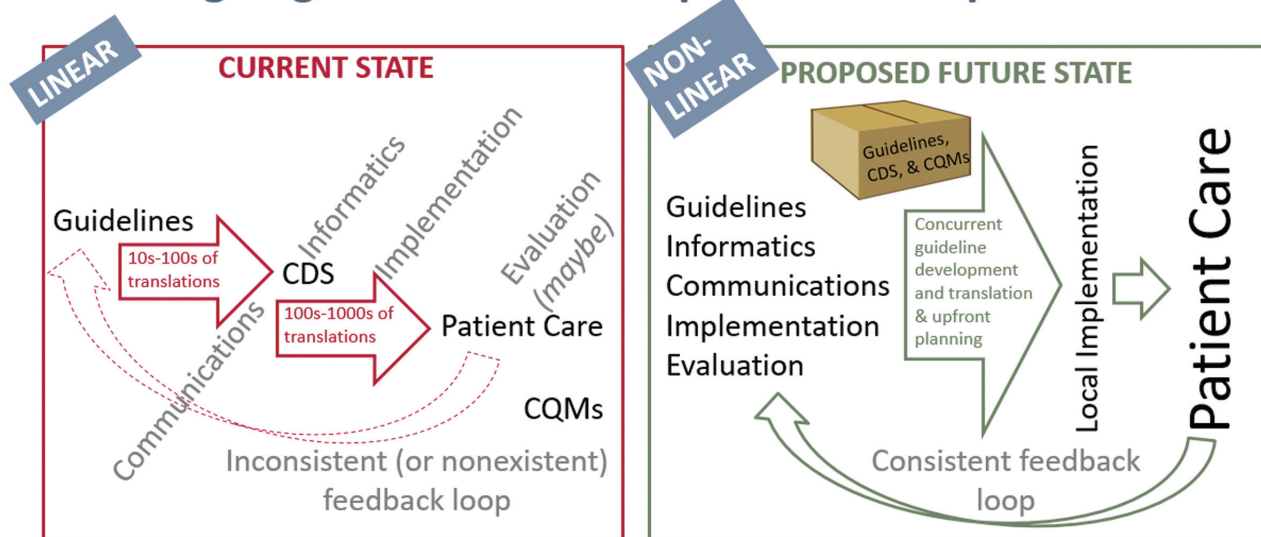 LINEAR
CURRENT STATE
Guidelines
10s-100s of
translations
CDS
Informatics
Implementation
Evaluation
(maybe)
100s-1000s of
translations
Communications
Patient Care
CQMs
Inconsistent (or nonexistent)
feedback loop
NON-
LINEAR
PROPOSED FUTURE STATE
Guidelines,
CDS, & CQMs
Guidelines
Informatics
Communications
Implementation
Evaluation
Concurrent
guideline
development
and translation
& upfront
planning
Local Implementation
Patient Care
Consistent feedback
loop